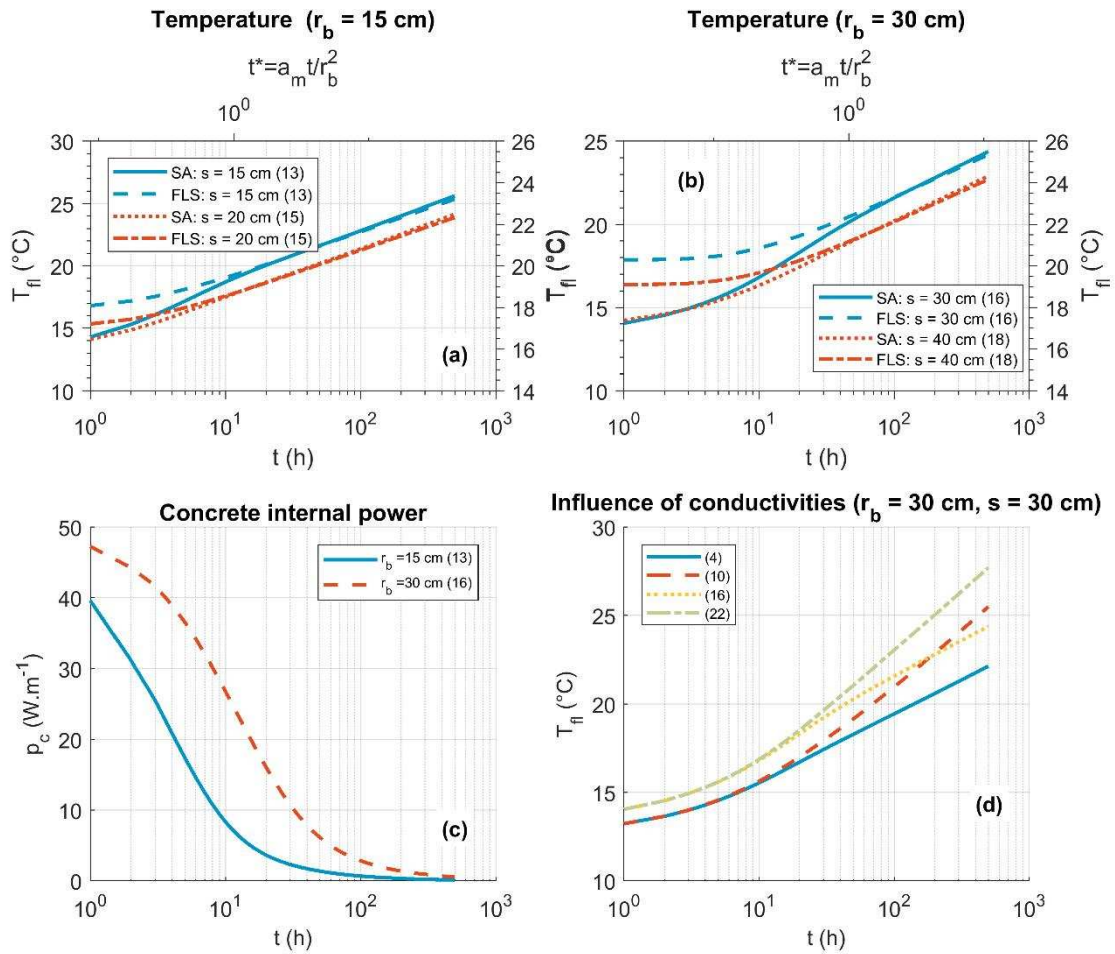 Temperature (r_b = 15 cm)
t*=a_m t/r_b^2
10^0
30
25
20
15
10
T_fl (°C)
26
24
22
20
18
16
14
T_fl (°C)
SA: s = 15 cm (13)
FLS: s = 15 cm (13)
SA: s = 20 cm (15)
FLS: s = 20 cm (15)
(a)
10^0 10^1 10^2 10^3
t (h)
Temperature (r_b = 30 cm)
t*=a_m t/r_b^2
10^0
25
20
15
10
26
24
22
20
18
16
14
T_fl (°C)
(b)
SA: s = 30 cm (16)
FLS: s = 30 cm (16)
SA: s = 40 cm (18)
FLS: s = 40 cm (18)
10^0 10^1 10^2 10^3
t (h)
Concrete internal power
50
40
30
20
10
0
p_c (W.m^-1)
r_b =15 cm (13)
r_b =30 cm (16)
(c)
10^0 10^1 10^2 10^3
t (h)
Influence of conductivities (r_b = 30 cm, s = 30 cm)
30
25
20
15
10
T_fl (°C)
(4)
(10)
(16)
(22)
(d)
10^0 10^1 10^2 10^3
t (h)